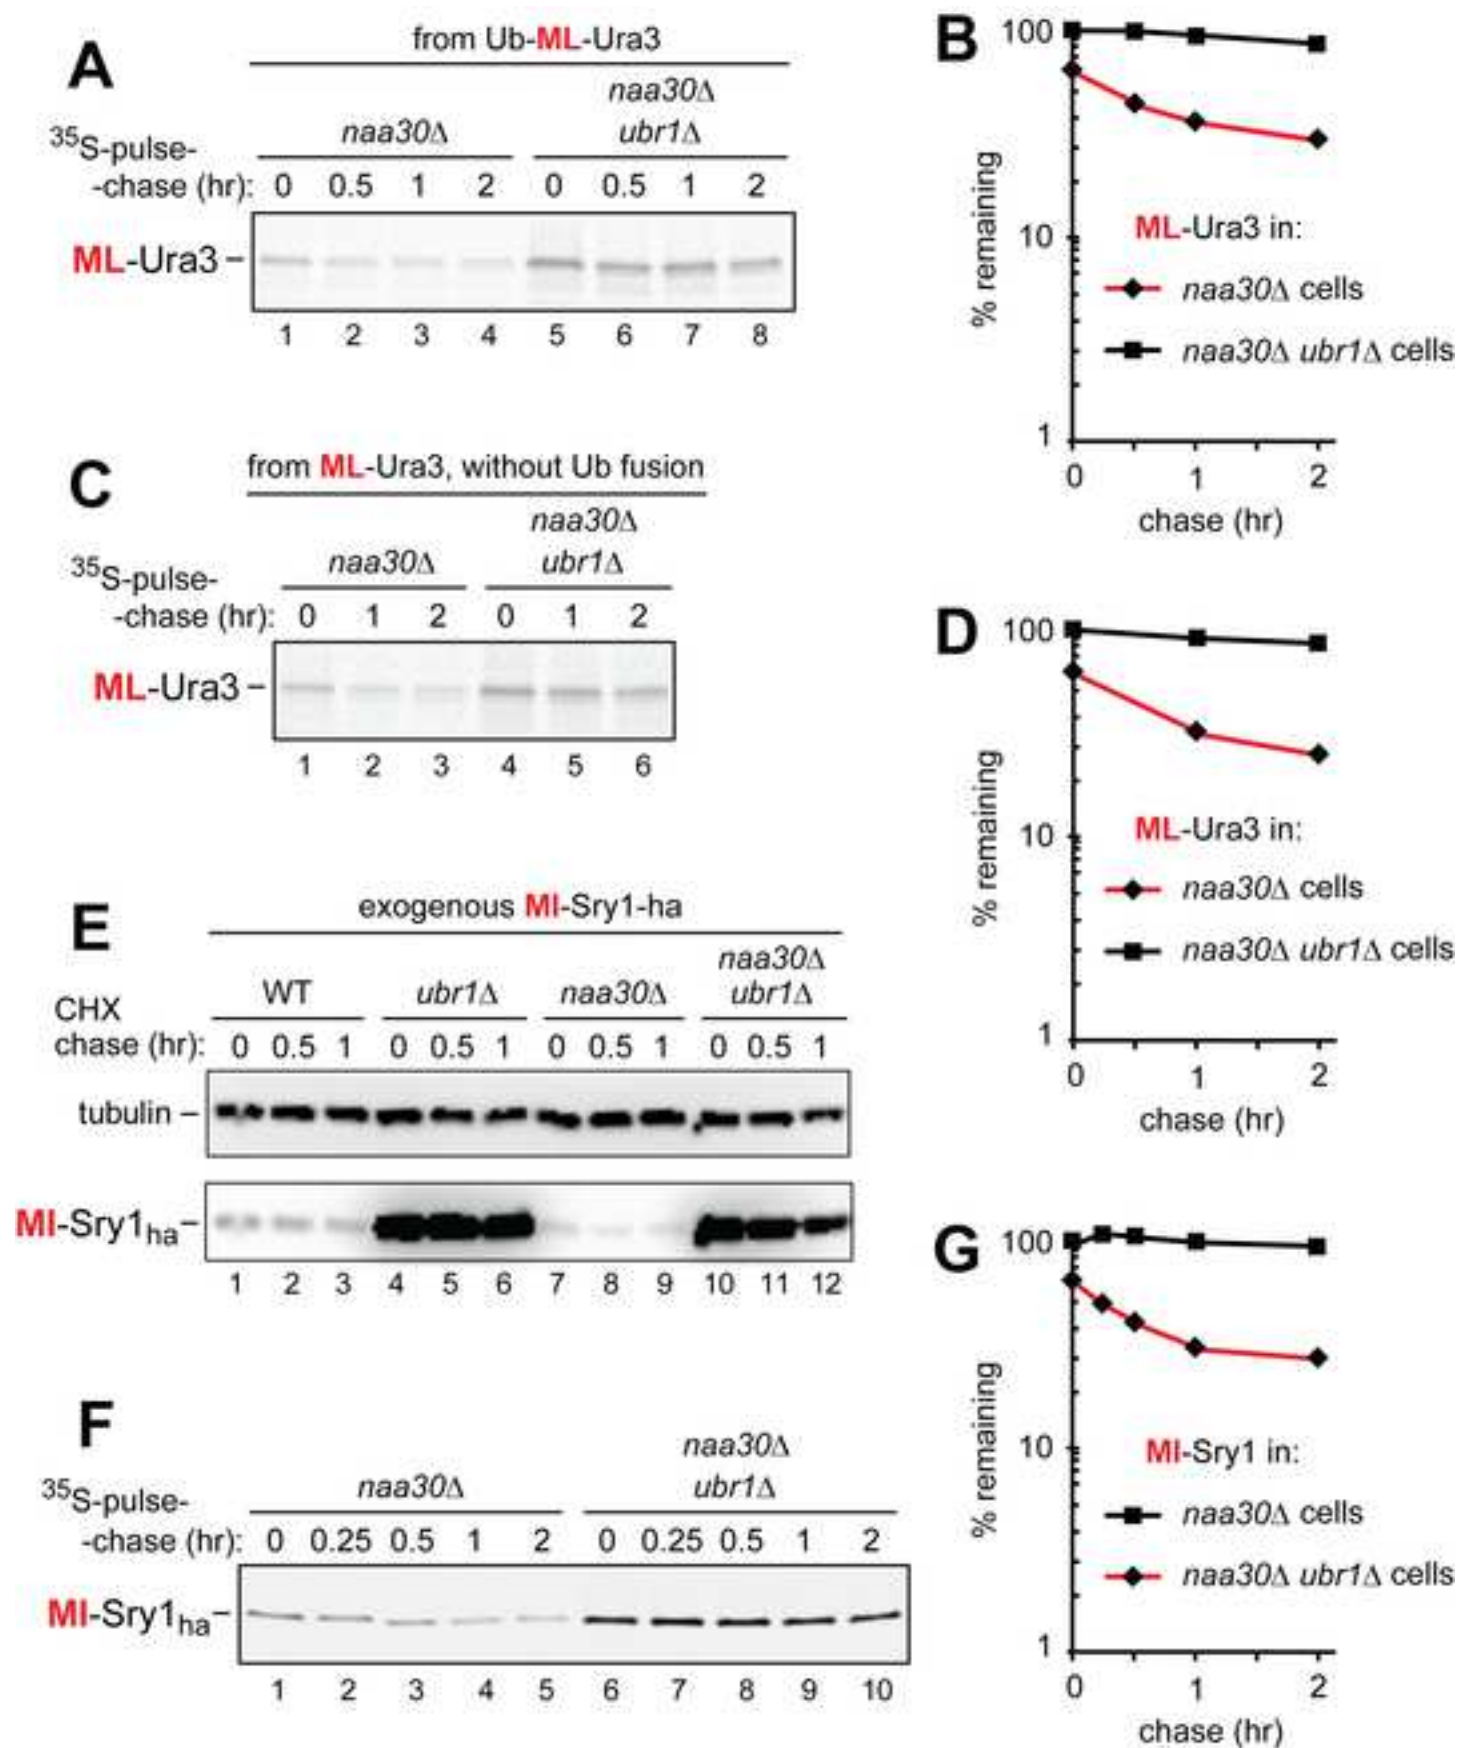 A
from Ub-ML-Ura3
naa30Δ
naa30Δ ubr1Δ
35S-pulse-
-chase (hr): 0 0.5 1 2 0 0.5 1 2
ML-Ura3
1 2 3 4 5 6 7 8
B
100
10
1
% remaining
ML-Ura3 in:
naa30Δ cells
naa30Δ ubr1Δ cells
0 1 2
chase (hr)
C
from ML-Ura3, without Ub fusion
naa30Δ
naa30Δ ubr1Δ
35S-pulse-
-chase (hr): 0 1 2 0 1 2
ML-Ura3
1 2 3 4 5 6
D
100
10
1
% remaining
ML-Ura3 in:
naa30Δ cells
naa30Δ ubr1Δ cells
0 1 2
chase (hr)
E
exogenous MI-Sry1-ha
naa30Δ
WT ubr1Δ naa30Δ ubr1Δ
CHX
chase (hr): 0 0.5 1 0 0.5 1 0 0.5 1 0 0.5 1
tubulin
MI-Sry1ha
1 2 3 4 5 6 7 8 9 10 11 12
F
naa30Δ
naa30Δ ubr1Δ
35S-pulse-
-chase (hr): 0 0.25 0.5 1 2 0 0.25 0.5 1 2
MI-Sry1ha
1 2 3 4 5 6 7 8 9 10
G
100
10
1
% remaining
MI-Sry1 in:
naa30Δ cells
naa30Δ ubr1Δ cells
0 1 2
chase (hr)